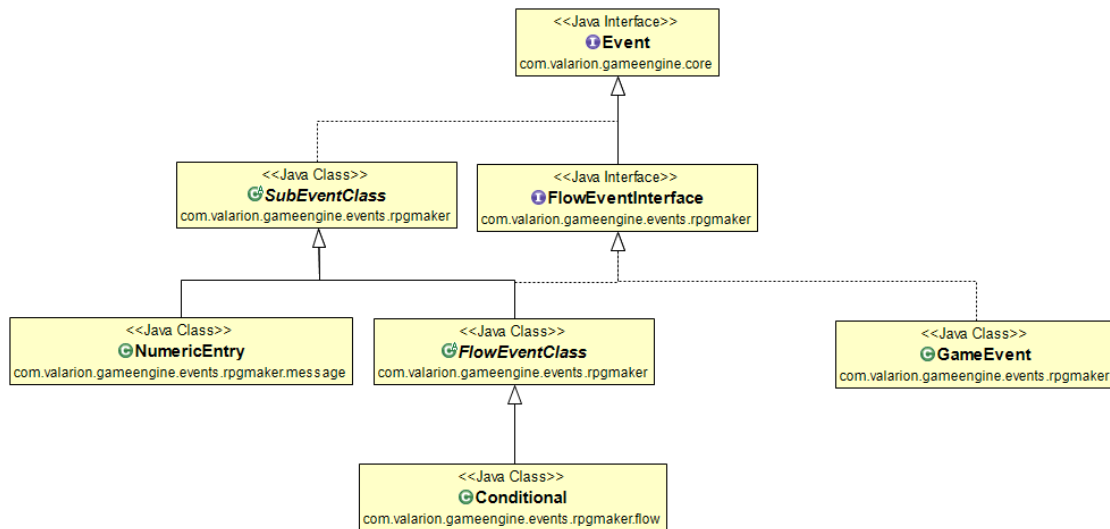 <<Java Interface>>
Event
com.valarion.gameengine.core
<<Java Class>>
SubEventClass
com.valarion.gameengine.events.rpgmaker
<<Java Interface>>
FlowEventInterface
com.valarion.gameengine.events.rpgmaker
<<Java Class>>
NumericEntry
com.valarion.gameengine.events.rpgmaker.message
<<Java Class>>
FlowEventClass
com.valarion.gameengine.events.rpgmaker
<<Java Class>>
GameEvent
com.valarion.gameengine.events.rpgmaker
<<Java Class>>
Conditional
com.valarion.gameengine.events.rpgmaker.flow